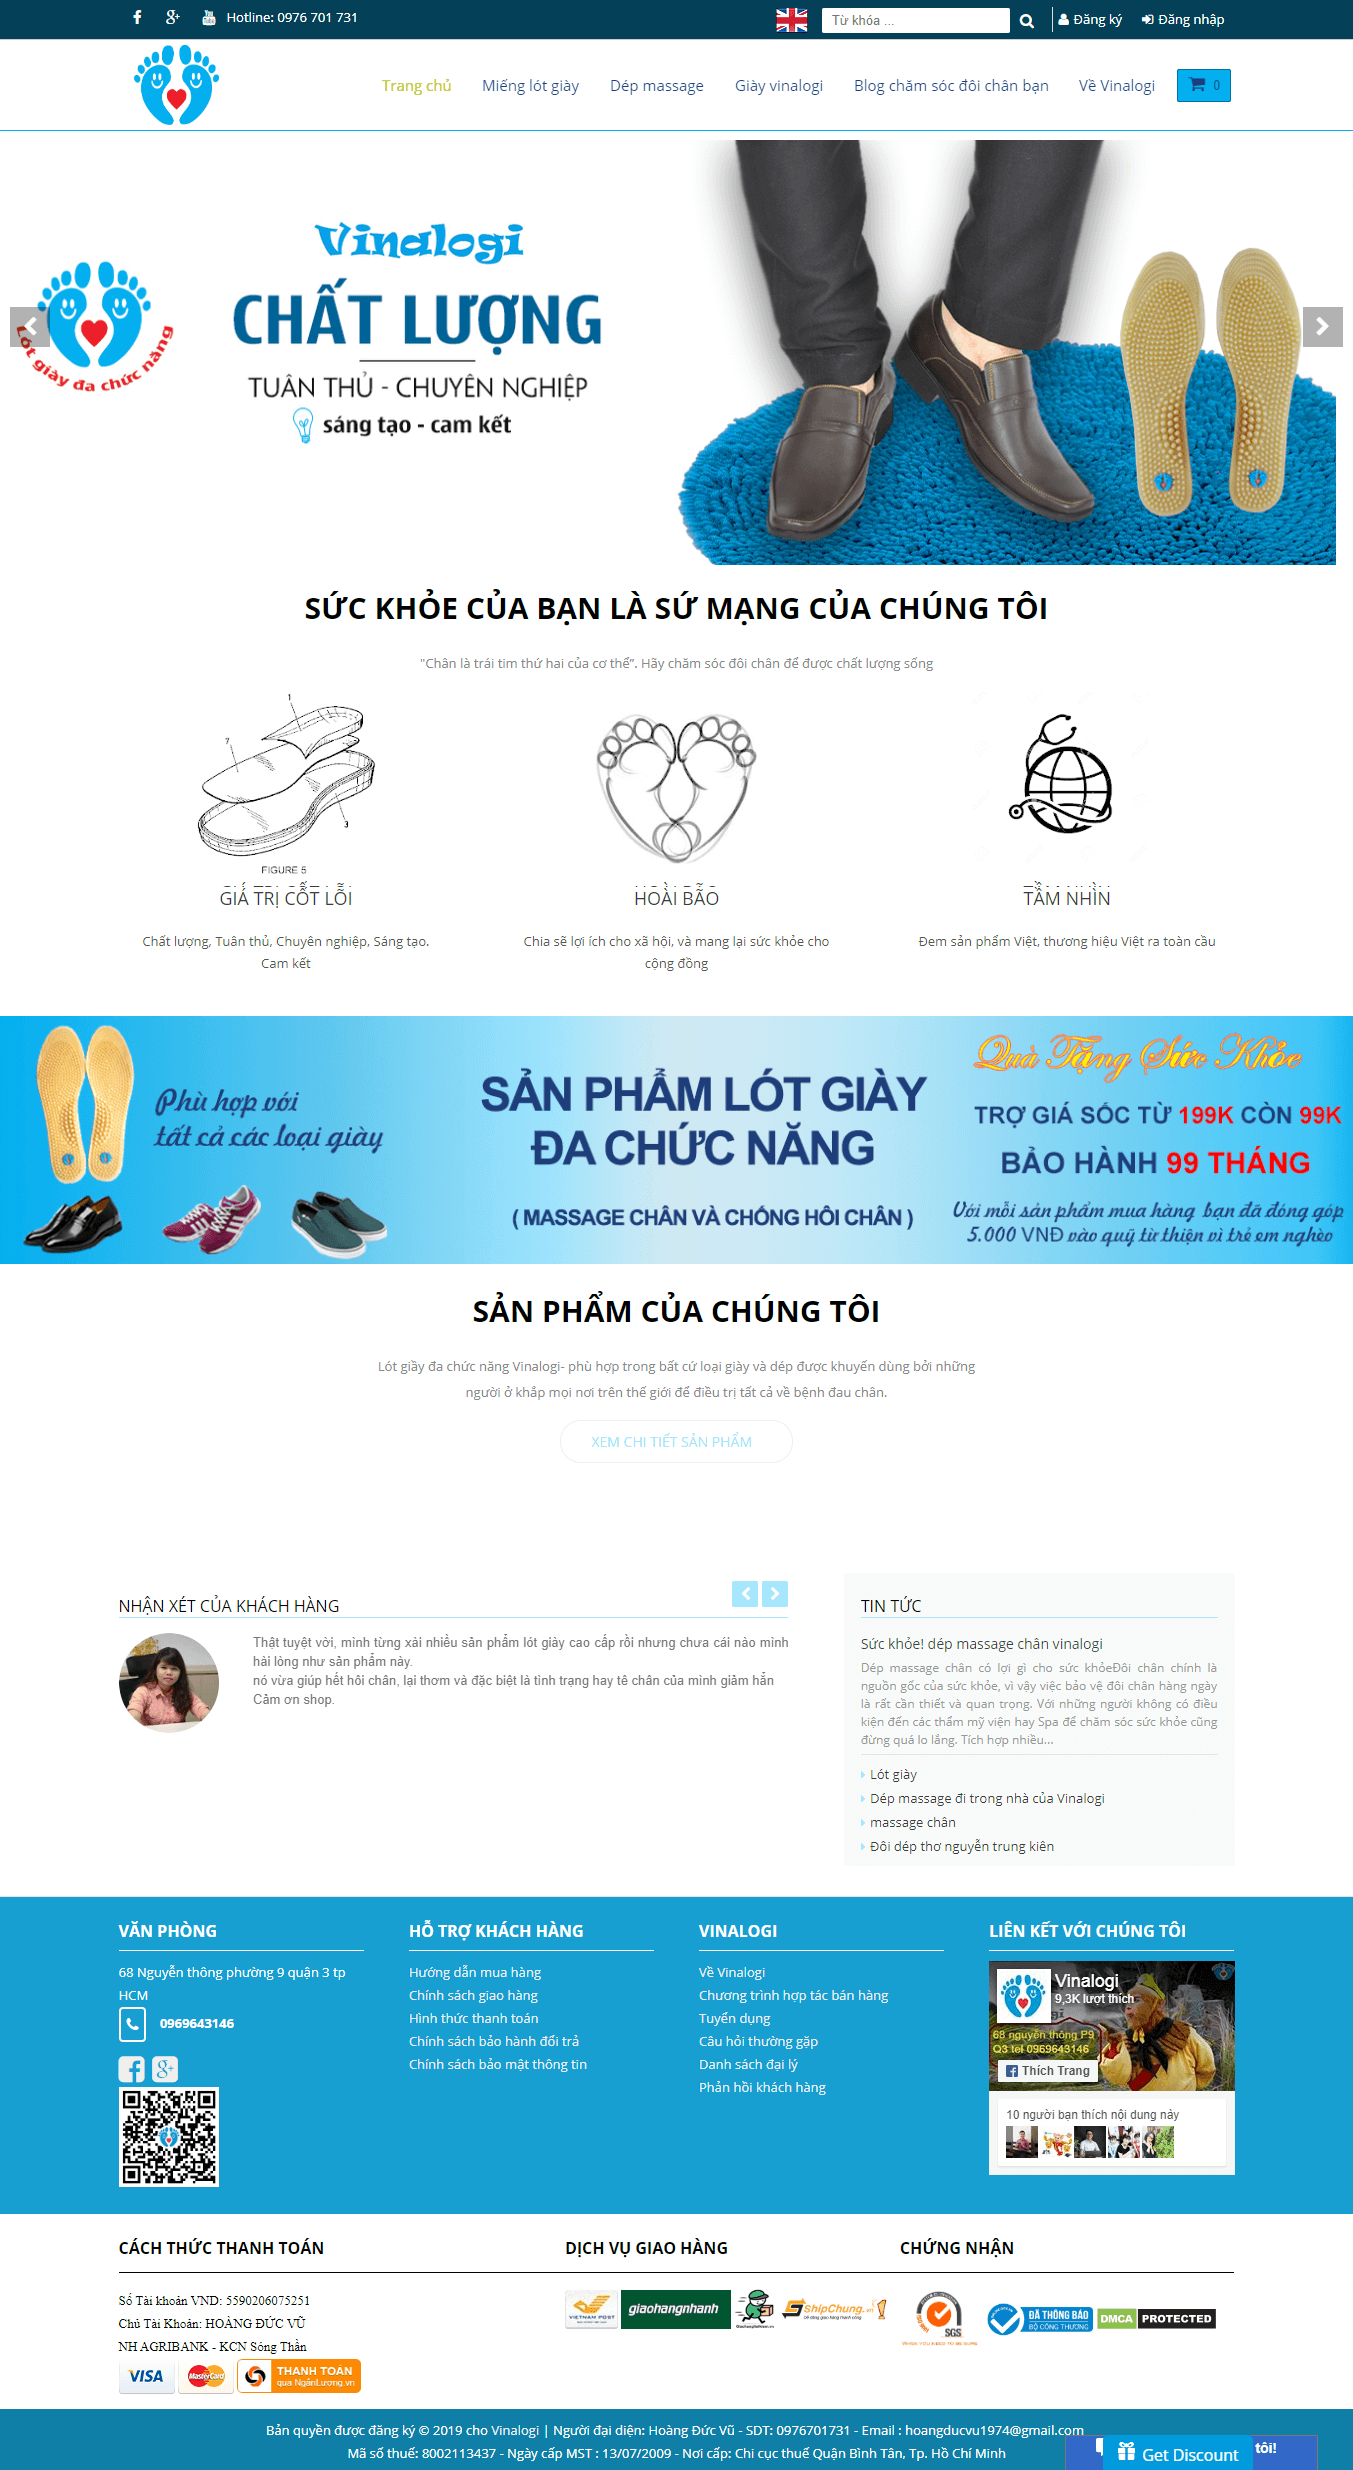 Hotline: 0976 701 731
Từ khóa ...
Đăng ký
Đăng nhập
Trang chủ
Miếng lót giày
Dép massage
Giày vinalogi
Blog chăm sóc đôi chân bạn
Về Vinalogi
0
Vinalogi
CHẤT LƯỢNG
TUÂN THỦ - CHUYÊN NGHIỆP
sáng tạo - cam kết
Lót giày đa chức năng
SỨC KHỎE CỦA BẠN LÀ SỨ MẠNG CỦA CHÚNG TÔI
"Chân là trái tim thứ hai của cơ thể". Hãy chăm sóc đôi chân để được chất lượng sống
1
7
3
FIGURE 5
GIÁ TRỊ CỐT LÕI
Chất lượng, Tuân thủ, Chuyên nghiệp, Sáng tạo.
Cam kết
HOÀI BÃO
Chia sẽ lợi ích cho xã hội, và mang lại sức khỏe cho
cộng đồng
TẦM NHÌN
Đem sản phẩm Việt, thương hiệu Việt ra toàn cầu
Phù hợp với
tất cả các loại giày
SẢN PHẨM LÓT GIÀY
ĐA CHỨC NĂNG
( MASSAGE CHÂN VÀ CHỐNG HÔI CHÂN )
Quà Tặng Sức Khỏe
TRỢ GIÁ SỐC TỪ 199K CÒN 99K
BẢO HÀNH 99 THÁNG
Với mỗi sản phẩm mua hàng bạn đã đóng góp
5.000 VNĐ vào quỹ từ thiện vì trẻ em nghèo
SẢN PHẨM CỦA CHÚNG TÔI
Lót giầy đa chức năng Vinalogi- phù hợp trong bất cứ loại giày và dép được khuyến dùng bởi những
người ở khắp mọi nơi trên thế giới để điều trị tất cả về bệnh đau chân.
XEM CHI TIẾT SẢN PHẨM
NHẬN XÉT CỦA KHÁCH HÀNG
Thật tuyệt vời, mình từng xài nhiều sản phẩm lót giày cao cấp rồi nhưng chưa cái nào mình
hài lòng như sản phẩm này.
nó vừa giúp hết hôi chân, lại thơm và đặc biệt là tình trạng hay tê chân của mình giảm hẳn
Cảm ơn shop.
TIN TỨC
Sức khỏe! dép massage chân vinalogi
Dép massage chân có lợi gì cho sức khỏeĐôi chân chính là
nguồn gốc của sức khỏe, vì vậy việc bảo vệ đôi chân hàng ngày
là rất cần thiết và quan trọng. Với những người không có điều
kiện đến các thẩm mỹ viện hay Spa để chăm sóc sức khỏe cũng
đừng quá lo lắng. Tích hợp nhiều...
Lót giày
Dép massage đi trong nhà của Vinalogi
massage chân
Đôi dép thơ nguyễn trung kiên
VĂN PHÒNG
68 Nguyễn thông phường 9 quận 3 tp
HCM
0969643146
HỖ TRỢ KHÁCH HÀNG
Hướng dẫn mua hàng
Chính sách giao hàng
Hình thức thanh toán
Chính sách bảo hành đổi trả
Chính sách bảo mật thông tin
VINALOGI
Về Vinalogi
Chương trình hợp tác bán hàng
Tuyển dụng
Câu hỏi thường gặp
Danh sách đại lý
Phản hồi khách hàng
LIÊN KẾT VỚI CHÚNG TÔI
Vinalogi
9,3K lượt thích
68 nguyễn thông P9
Q3 tel 0969643146
Thích Trang
10 người bạn thích nội dung này
CÁCH THỨC THANH TOÁN
Số Tài khoản VND: 5590206075251
Chủ Tài Khoản: HOÀNG ĐỨC VŨ
NH AGRIBANK - KCN Sóng Thần
VISA
MasterCard
THANH TOÁN
qua NgânLượng.vn
DỊCH VỤ GIAO HÀNG
VIETNAM POST
giaohangnhanh
ShipChung.vn
CHỨNG NHẬN
SGS
ĐÃ THÔNG BÁO
BỘ CÔNG THƯƠNG
DMCA PROTECTED
Bản quyền được đăng ký © 2019 cho Vinalogi | Người đại diện: Hoàng Đức Vũ - SDT: 0976701731 - Email : hoangducvu1974@gmail.com
Mã số thuế: 8002113437 - Ngày cấp MST : 13/07/2009 - Nơi cấp: Chi cục thuế Quận Bình Tân, Tp. Hồ Chí Minh
Get Discount
tôi!